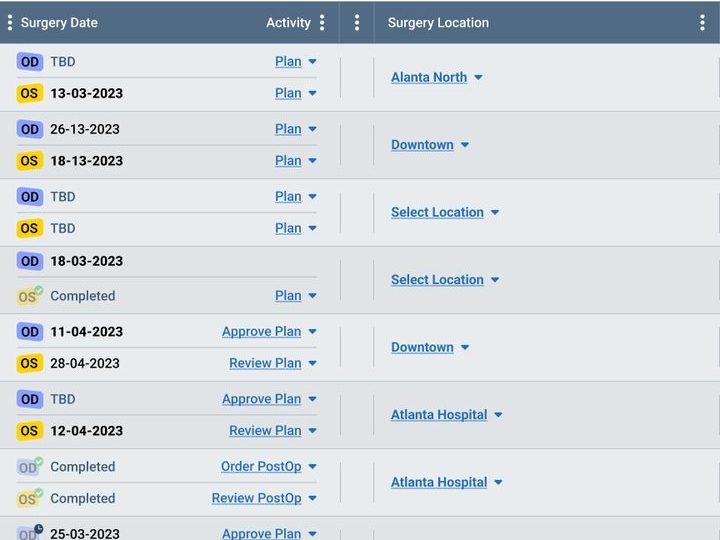 Surgery Date Activity Surgery Location
OD TBD Plan
Alanta North
OS 13-03-2023 Plan
OD 26-13-2023 Plan
Downtown
OS 18-13-2023 Plan
OD TBD Plan
Select Location
OS TBD Plan
OD 18-03-2023
Select Location
OS Completed Plan
OD 11-04-2023 Approve Plan
Downtown
OS 28-04-2023 Review Plan
OD TBD Approve Plan
Atlanta Hospital
OS 12-04-2023 Review Plan
OD Completed Order PostOp
Atlanta Hospital
OS Completed Review PostOp
OD 25-03-2023 Approve Plan